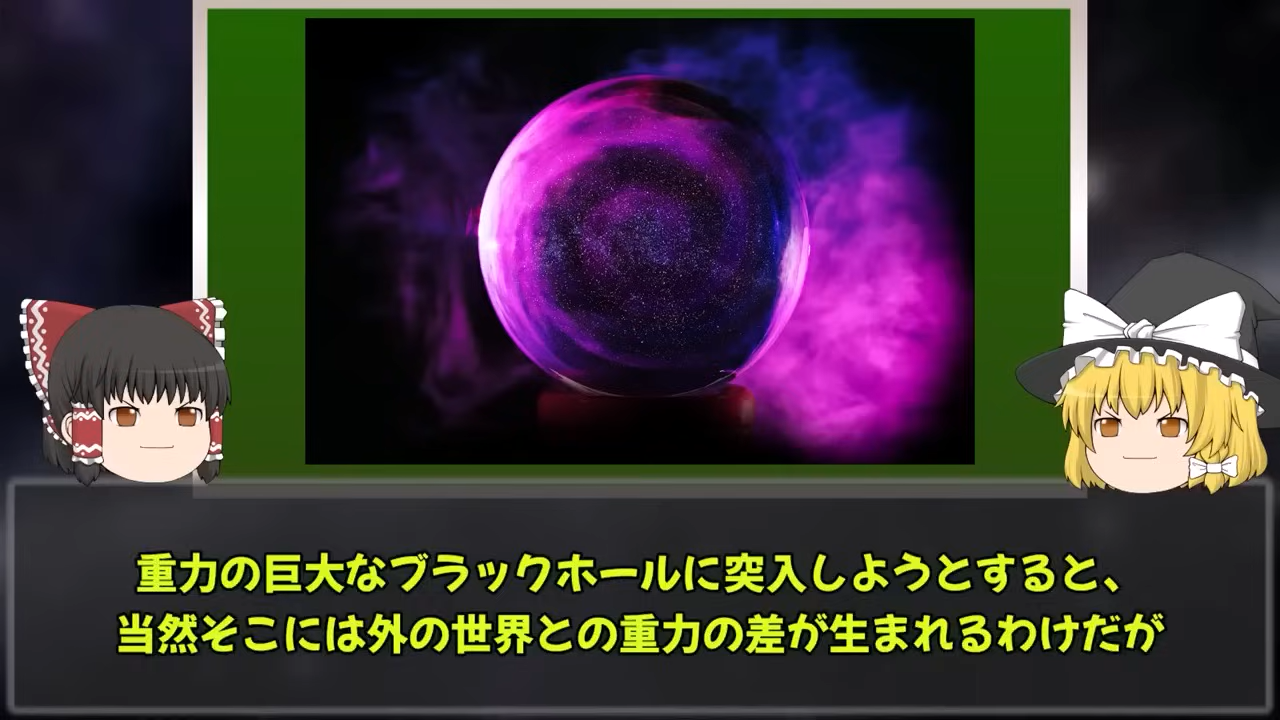 重力の巨大なブラックホールに突入しようとすると、
当然そこには外の世界との重力の差が生まれるわけだが